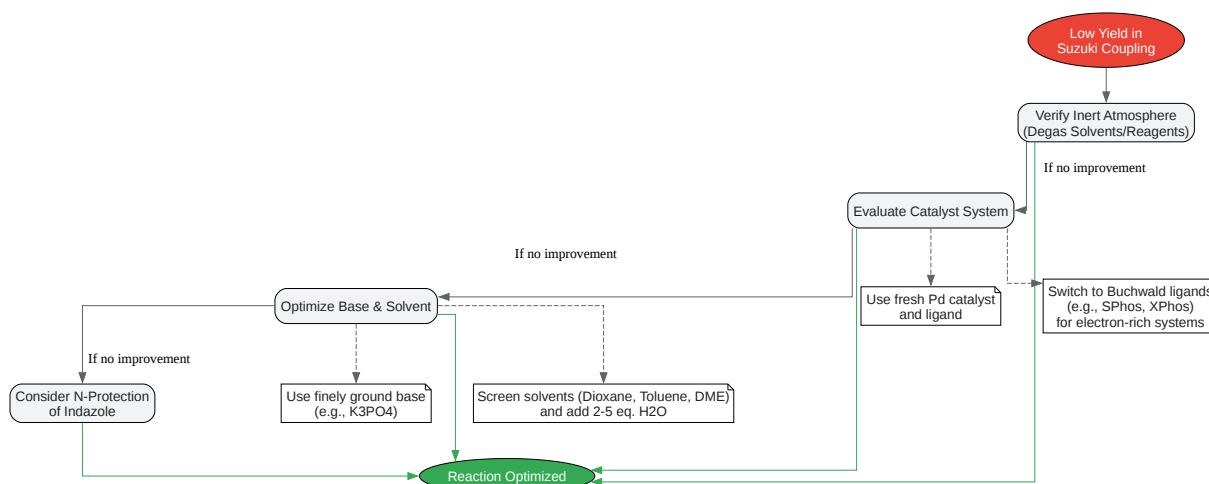 Low Yield in
Suzuki Coupling
Verify Inert Atmosphere
(Degas Solvents/Reagents)
If no improvement
Evaluate Catalyst System
If no improvement
Use fresh Pd catalyst
and ligand
Switch to Buchwald ligands
(e.g., SPhos, XPhos)
for electron-rich systems
Optimize Base & Solvent
If no improvement
Consider N-Protection
of Indazole
Use finely ground base
(e.g., K3PO4)
Screen solvents (Dioxane, Toluene, DME)
and add 2-5 eq. H2O
Reaction Optimized